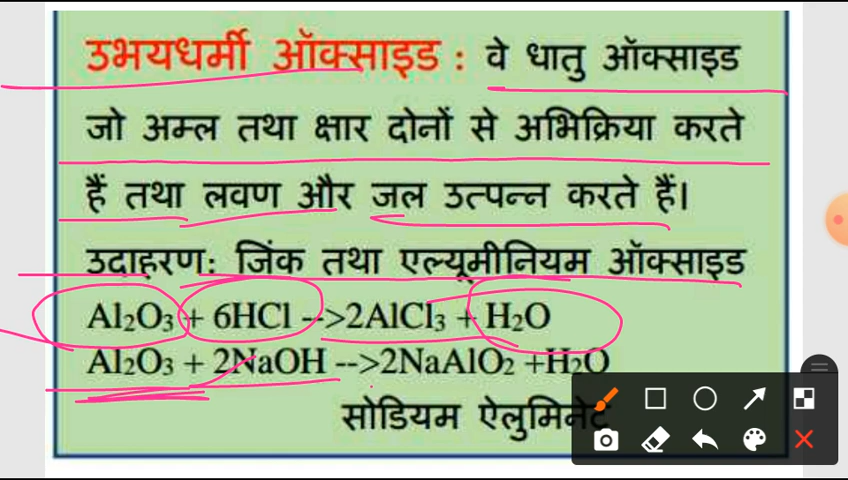 उभयधर्मी ऑक्साइड : वे धातु ऑक्साइड
जो अम्ल तथा क्षार दोनों से अभिक्रिया करते
हैं तथा लवण और जल उत्पन्न करते हैं।
उदाहरण: जिंक तथा एल्यूमीनियम ऑक्साइड
Al₂O₃ + 6HCl -->2AlCl₃ + H₂O
Al₂O₃ + 2NaOH -->2NaAlO₂ +H₂O
सोडियम ऐलुमिनेट